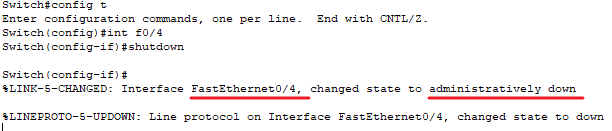 Switch#config t
Enter configuration commands, one per line.  End with CNTL/Z.
Switch(config)#int f0/4
Switch(config-if)#shutdown
Switch(config-if)#
%LINK-5-CHANGED: Interface FastEthernet0/4, changed state to administratively down
%LINEPROTO-5-UPDOWN: Line protocol on Interface FastEthernet0/4, changed state to down